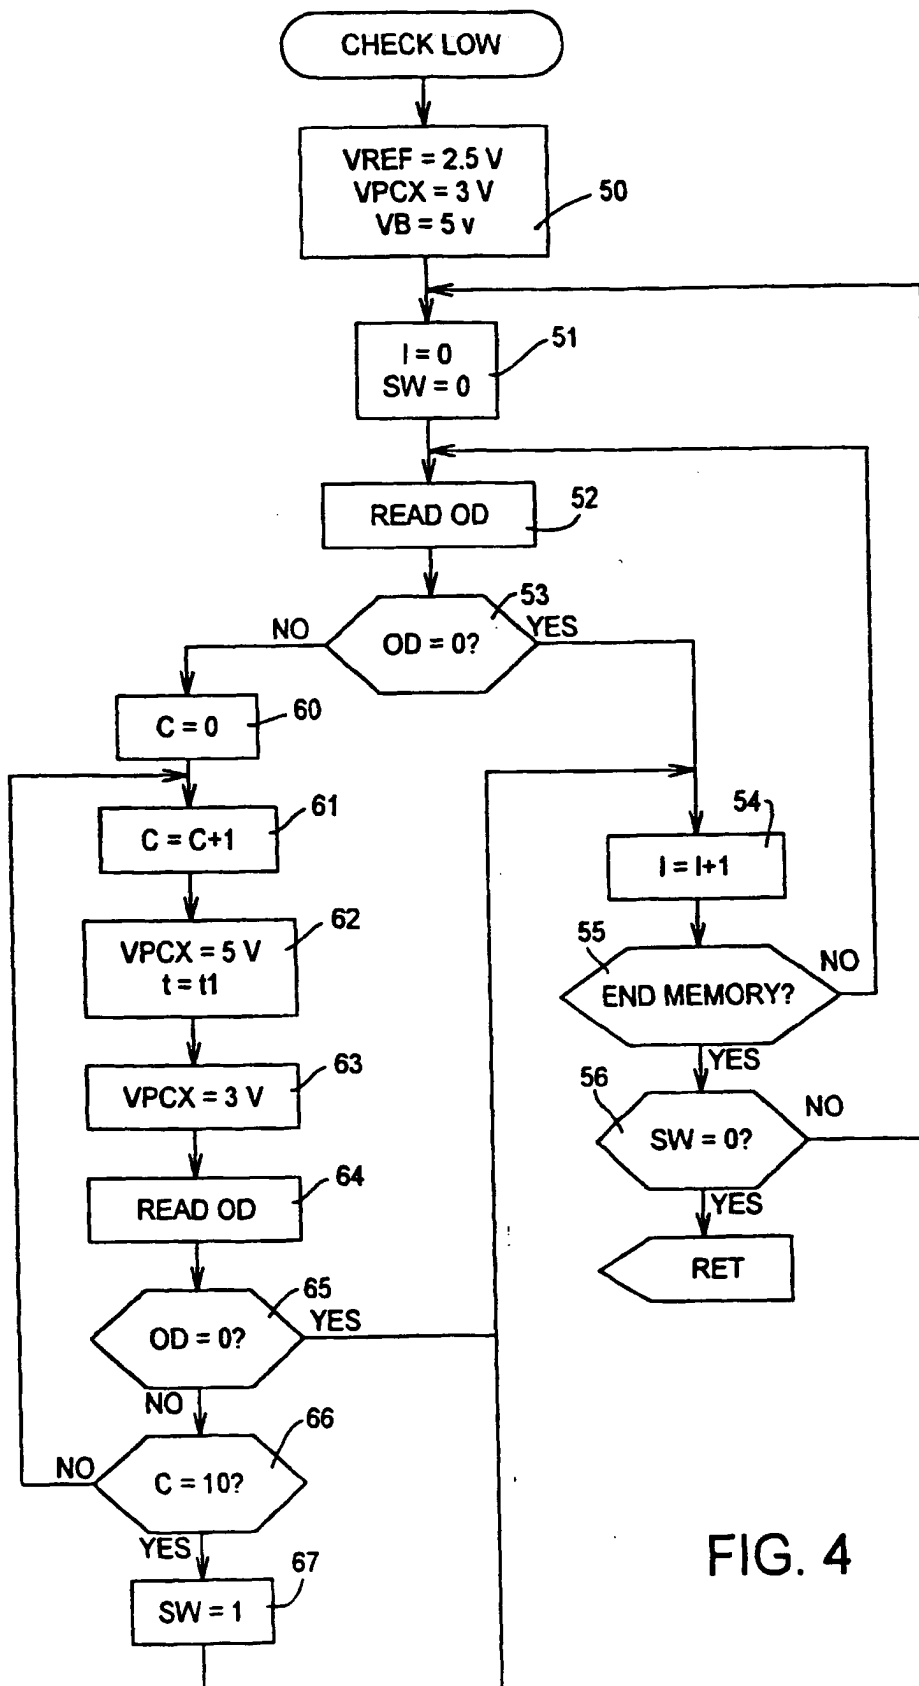 CHECK LOW
VREF = 2.5 V
VPCX = 3 V
VB = 5 v
50
I = 0
SW = 0
51
READ OD
52
53
OD = 0?
NO
YES
C = 0
60
C = C+1
61
54
I = I+1
VPCX = 5 V
t = t1
62
55
END MEMORY?
NO
YES
VPCX = 3 V
63
56
SW = 0?
NO
YES
READ OD
64
RET
65
OD = 0?
YES
NO
66
C = 10?
NO
YES
67
SW = 1
FIG. 4